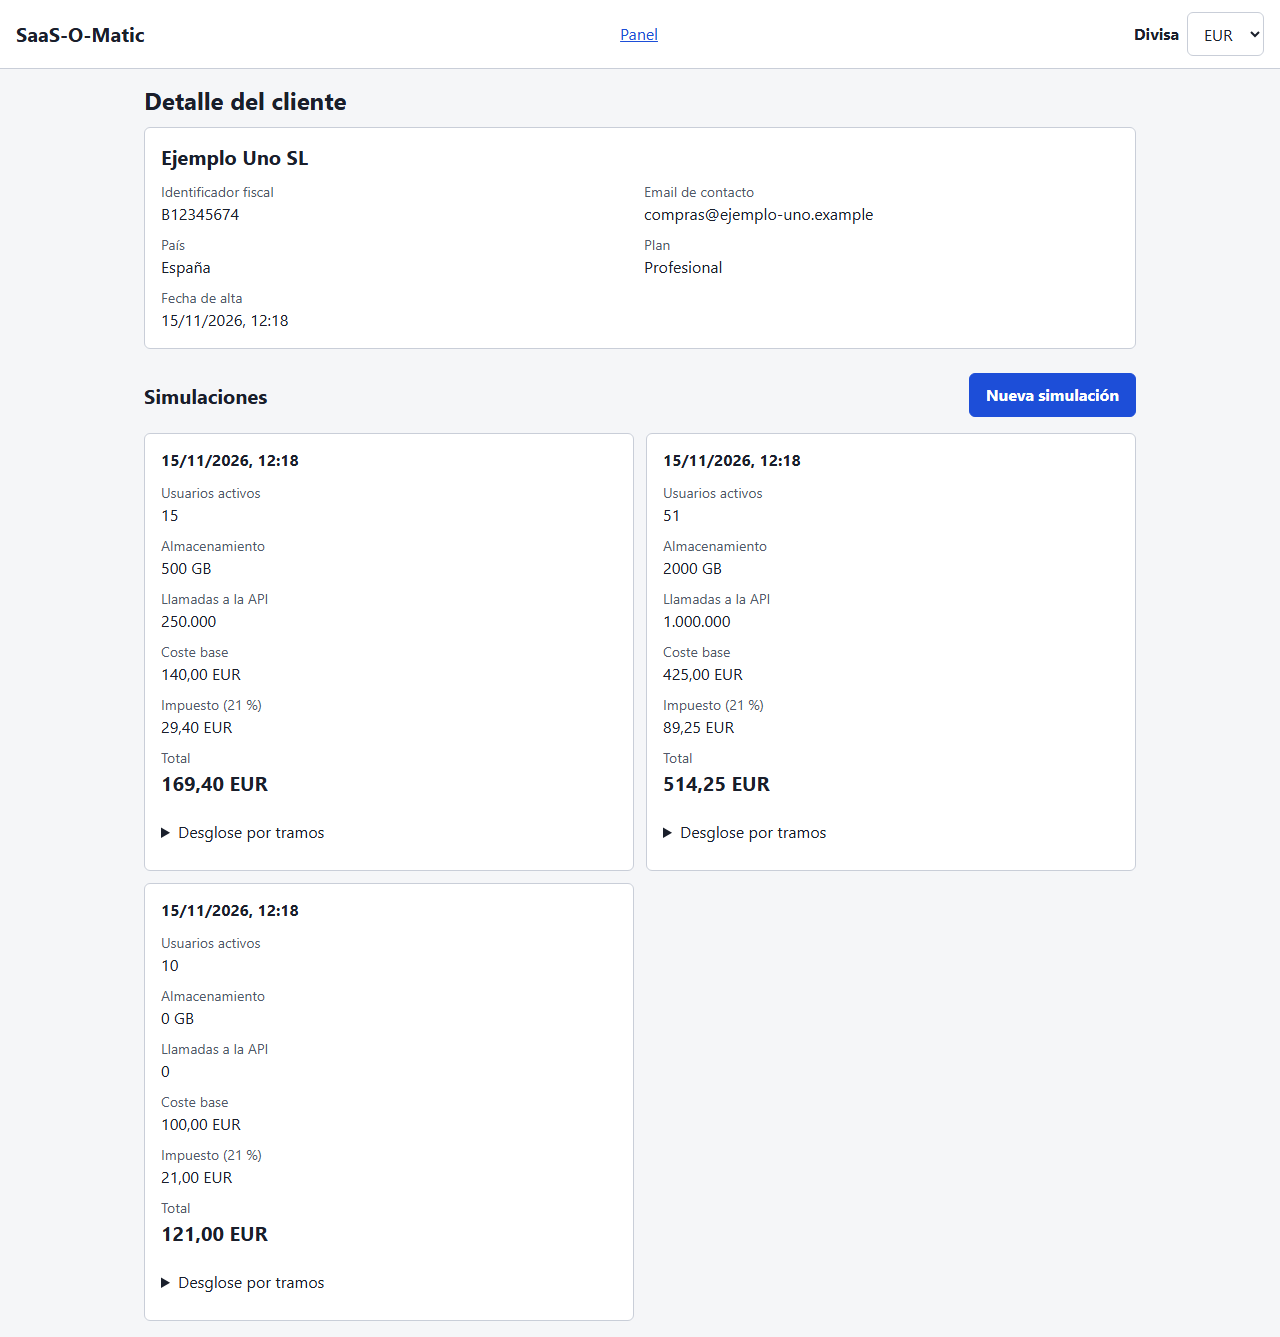 SaaS-O-Matic
Panel
Divisa
EUR
Detalle del cliente
Ejemplo Uno SL
Identificador fiscal
B12345674
Email de contacto
compras@ejemplo-uno.example
País
España
Plan
Profesional
Fecha de alta
15/11/2026, 12:18
Simulaciones
Nueva simulación
15/11/2026, 12:18
Usuarios activos
15
Almacenamiento
500 GB
Llamadas a la API
250.000
Coste base
140,00 EUR
Impuesto (21 %)
29,40 EUR
Total
169,40 EUR
Desglose por tramos
15/11/2026, 12:18
Usuarios activos
51
Almacenamiento
2000 GB
Llamadas a la API
1.000.000
Coste base
425,00 EUR
Impuesto (21 %)
89,25 EUR
Total
514,25 EUR
Desglose por tramos
15/11/2026, 12:18
Usuarios activos
10
Almacenamiento
0 GB
Llamadas a la API
0
Coste base
100,00 EUR
Impuesto (21 %)
21,00 EUR
Total
121,00 EUR
Desglose por tramos